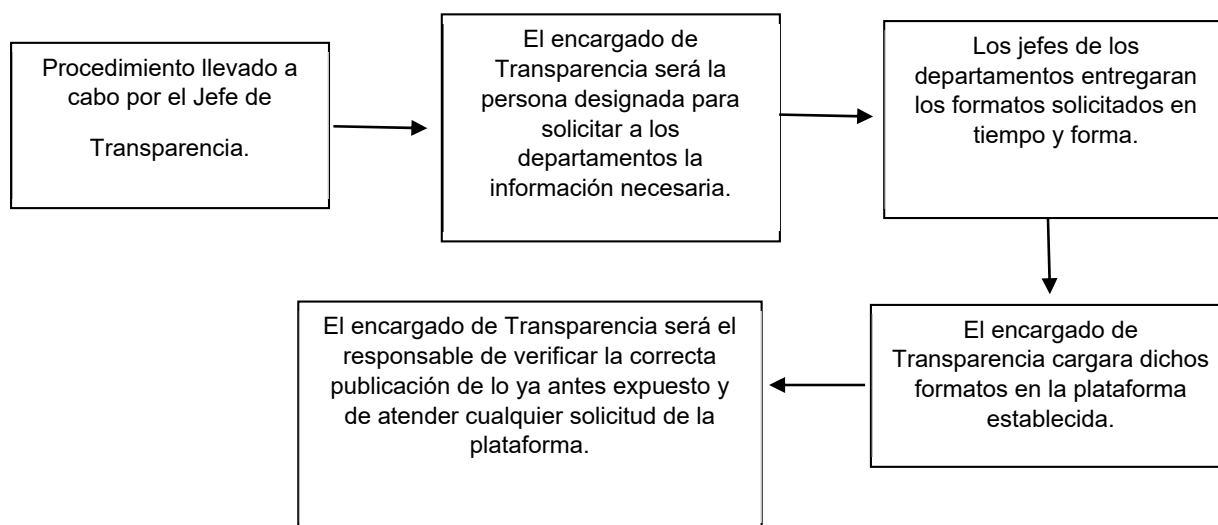 Procedimiento llevado a
cabo por el Jefe de
Transparencia.
El encargado de
Transparencia será la
persona designada para
solicitar a los
departamentos la
información necesaria.
Los jefes de los
departamentos entregaran
los formatos solicitados en
tiempo y forma.
El encargado de
Transparencia cargara dichos
formatos en la plataforma
establecida.
El encargado de Transparencia será el
responsable de verificar la correcta
publicación de lo ya antes expuesto y
de atender cualquier solicitud de la
plataforma.